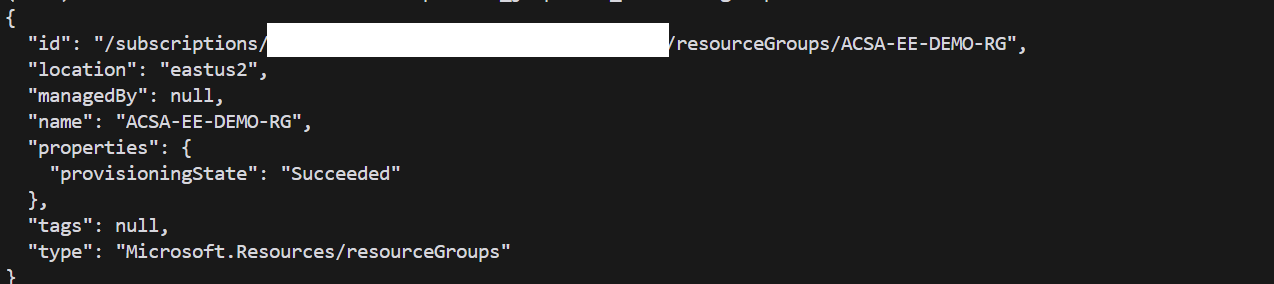 {
  "id": "/subscriptions/ /resourceGroups/ACSA-EE-DEMO-RG",
  "location": "eastus2",
  "managedBy": null,
  "name": "ACSA-EE-DEMO-RG",
  "properties": {
    "provisioningState": "Succeeded"
  },
  "tags": null,
  "type": "Microsoft.Resources/resourceGroups"
}